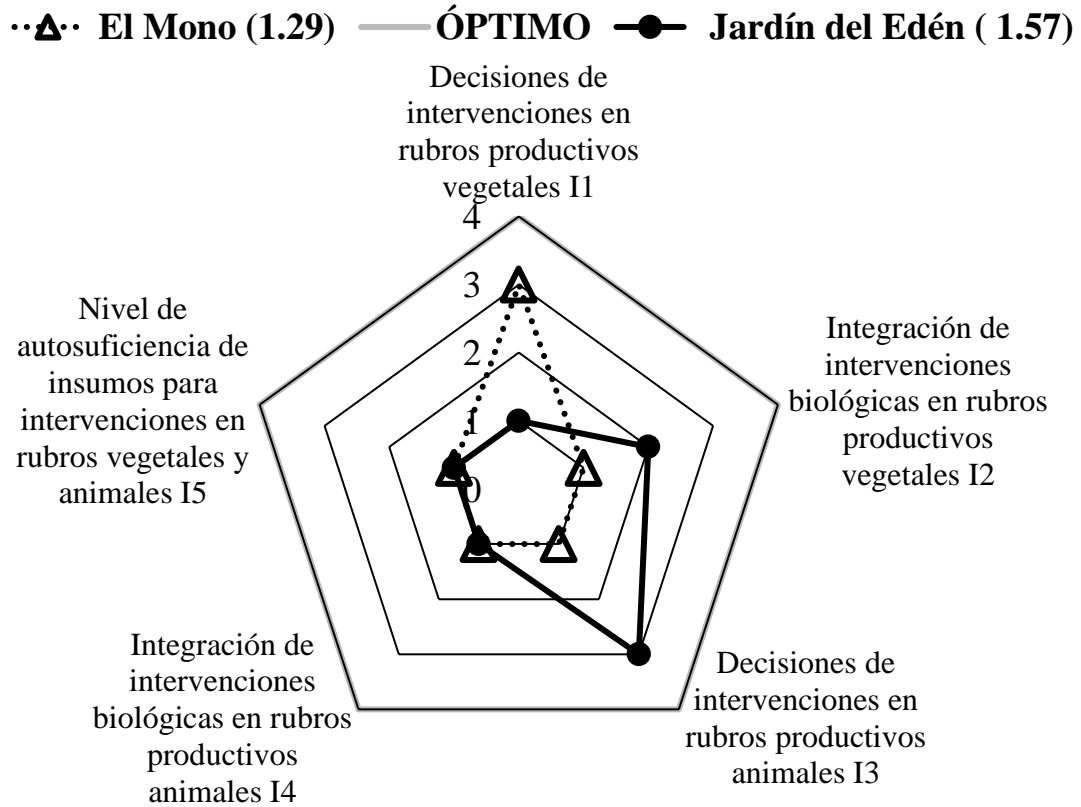 El Mono (1.29) ÓPTIMO Jardín del Edén ( 1.57)
Decisiones de
intervenciones en
rubros productivos
vegetales I1
4
3
2
1
0
Integración de
intervenciones
biológicas en rubros
productivos
vegetales I2
Decisiones de
intervenciones en
rubros productivos
animales I3
Integración de
intervenciones
biológicas en rubros
productivos
animales I4
Nivel de
autosuficiencia de
insumos para
intervenciones en
rubros vegetales y
animales I5